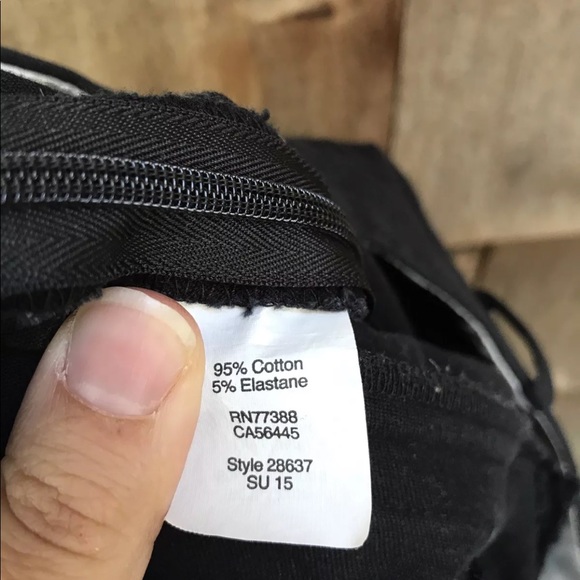 95% Cotton
5% Elastane
RN77388
CA56445
Style 28637
SU 15